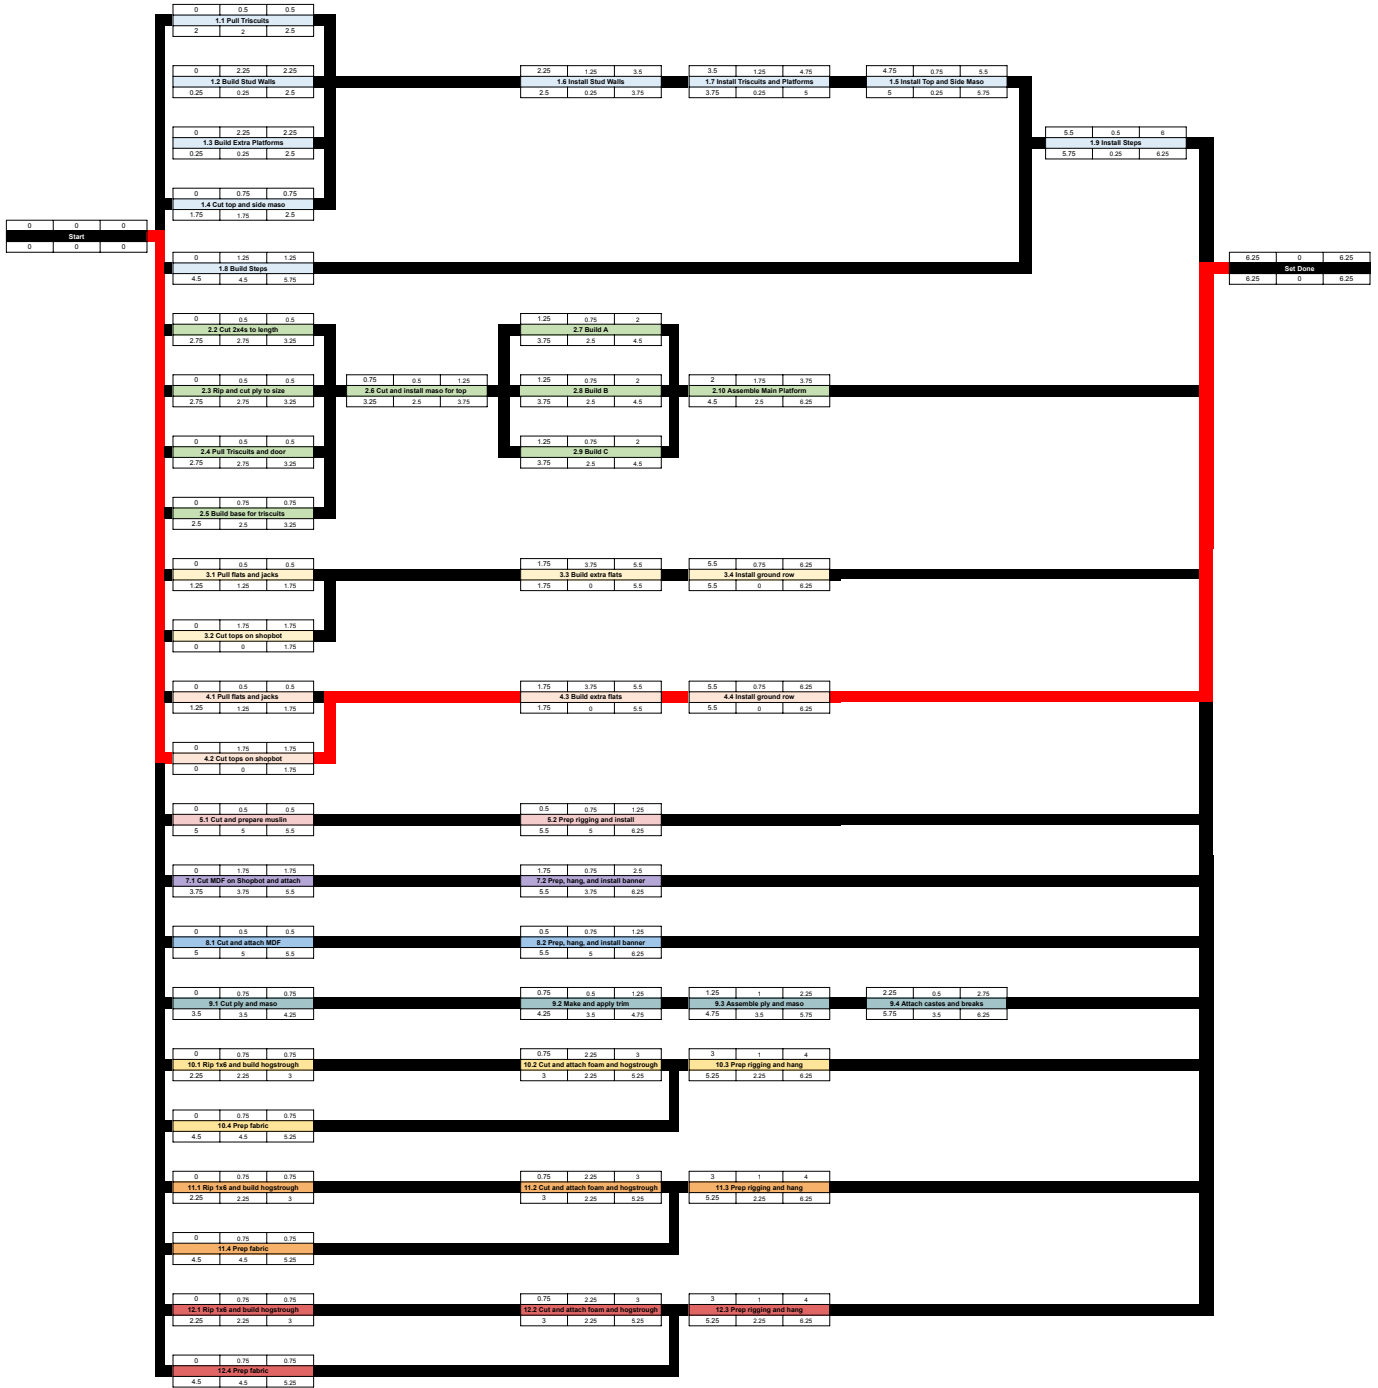 0 0.5 0.5
1.1 Pull Triscuits
2 2 2.5
0 2.25 2.25
1.2 Build Stud Walls
0.25 0.25 2.5
2.25 1.25 3.5
1.6 Install Stud Walls
2.5 0.25 3.75
3.5 1.25 4.75
1.7 Install Triscuits and Platforms
3.75 0.25 5
4.75 0.75 5.5
1.5 Install Top and Side Maso
5 0.25 5.75
0 2.25 2.25
1.3 Build Extra Platforms
0.25 0.25 2.5
5.5 0.5 6
1.9 Install Steps
5.75 0.25 6.25
0 0.75 0.75
1.4 Cut top and side maso
1.75 1.75 2.5
0 0 0
Start
0 0 0
0 1.25 1.25
1.8 Build Steps
4.5 4.5 5.75
6.25 0 6.25
Set Done
6.25 0 6.25
0 0.5 0.5
2.2 Cut 2x4s to length
2.75 2.75 3.25
1.25 0.75 2
2.7 Build A
3.75 2.5 4.5
0 0.5 0.5
2.3 Rip and cut ply to size
2.75 2.75 3.25
0.75 0.5 1.25
2.6 Cut and install maso for top
3.25 2.5 3.75
1.25 0.75 2
2.8 Build B
3.75 2.5 4.5
2 1.75 3.75
2.10 Assemble Main Platform
4.5 2.5 6.25
0 0.5 0.5
2.4 Pull Triscuits and door
2.75 2.75 3.25
1.25 0.75 2
2.9 Build C
3.75 2.5 4.5
0 0.75 0.75
2.5 Build base for triscuits
2.5 2.5 3.25
0 0.5 0.5
3.1 Pull flats and jacks
1.25 1.25 1.75
1.75 3.75 5.5
3.3 Build extra flats
1.75 0 5.5
5.5 0.75 6.25
3.4 Install ground row
5.5 0 6.25
0 1.75 1.75
3.2 Cut tops on shopbot
0 0 1.75
0 0.5 0.5
4.1 Pull flats and jacks
1.25 1.25 1.75
1.75 3.75 5.5
4.3 Build extra flats
1.75 0 5.5
5.5 0.75 6.25
4.4 Install ground row
5.5 0 6.25
0 1.75 1.75
4.2 Cut tops on shopbot
0 0 1.75
0 0.5 0.5
5.1 Cut and prepare muslin
5 5 5.5
0.5 0.75 1.25
5.2 Prep rigging and install
5.5 5 6.25
0 1.75 1.75
7.1 Cut MDF on Shopbot and attach
3.75 3.75 5.5
1.75 0.75 2.5
7.2 Prep, hang, and install banner
5.5 3.75 6.25
0 0.5 0.5
8.1 Cut and attach MDF
5 5 5.5
0.5 0.75 1.25
8.2 Prep, hang, and install banner
5.5 5 6.25
0 0.75 0.75
9.1 Cut ply and maso
3.5 3.5 4.25
0.75 0.5 1.25
9.2 Make and apply trim
4.25 3.5 4.75
1.25 1 2.25
9.3 Assemble ply and maso
4.75 3.5 5.75
2.25 0.5 2.75
9.4 Attach castes and breaks
5.75 3.5 6.25
0 0.75 0.75
10.1 Rip 1x6 and build hogstrough
2.25 2.25 3
0.75 2.25 3
10.2 Cut and attach foam and hogstrough
3 2.25 5.25
3 1 4
10.3 Prep rigging and hang
5.25 2.25 6.25
0 0.75 0.75
10.4 Prep fabric
4.5 4.5 5.25
0 0.75 0.75
11.1 Rip 1x6 and build hogstrough
2.25 2.25 3
0.75 2.25 3
11.2 Cut and attach foam and hogstrough
3 2.25 5.25
3 1 4
11.3 Prep rigging and hang
5.25 2.25 6.25
0 0.75 0.75
11.4 Prep fabric
4.5 4.5 5.25
0 0.75 0.75
12.1 Rip 1x6 and build hogstrough
2.25 2.25 3
0.75 2.25 3
12.2 Cut and attach foam and hogstrough
3 2.25 5.25
3 1 4
12.3 Prep rigging and hang
5.25 2.25 6.25
0 0.75 0.75
12.4 Prep fabric
4.5 4.5 5.25